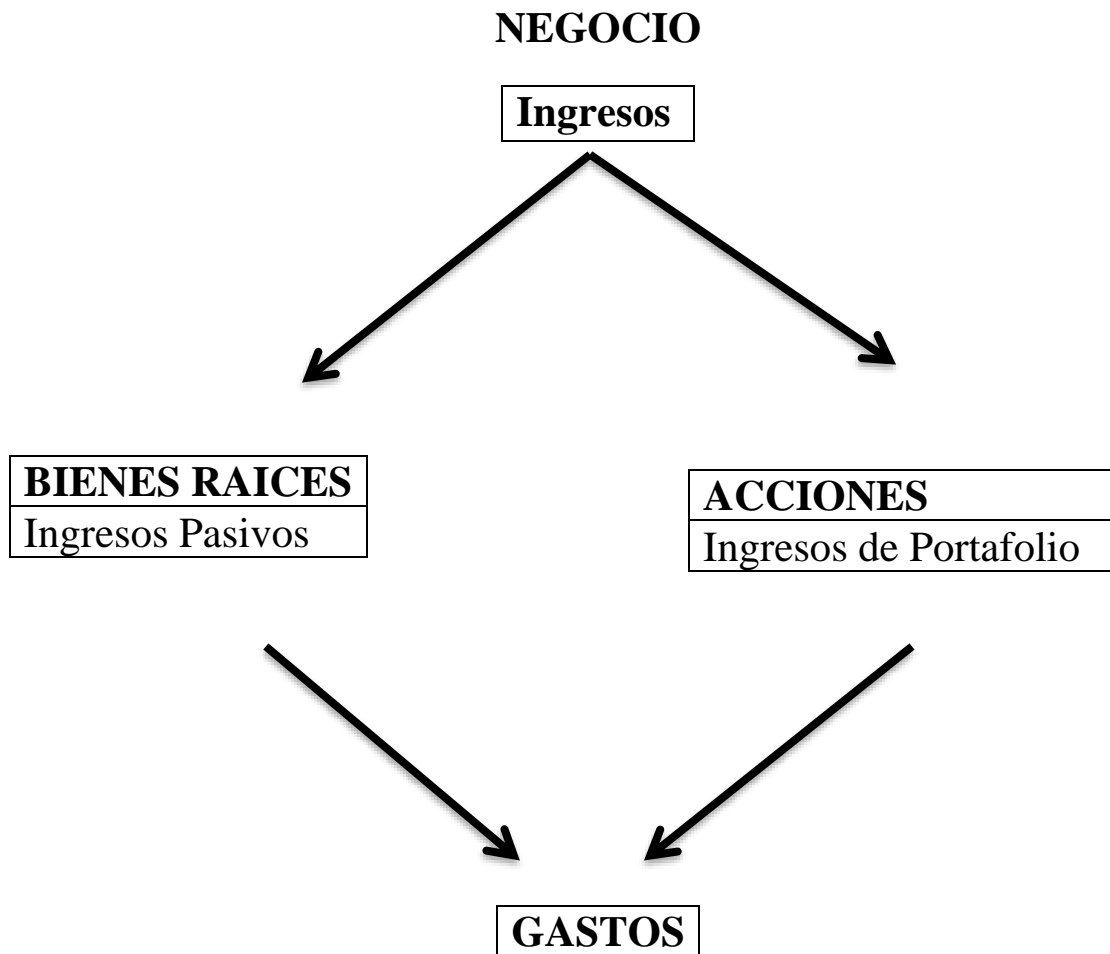 NEGOCIO
Ingresos
BIENES RAICES
Ingresos Pasivos
ACCIONES
Ingresos de Portafolio
GASTOS